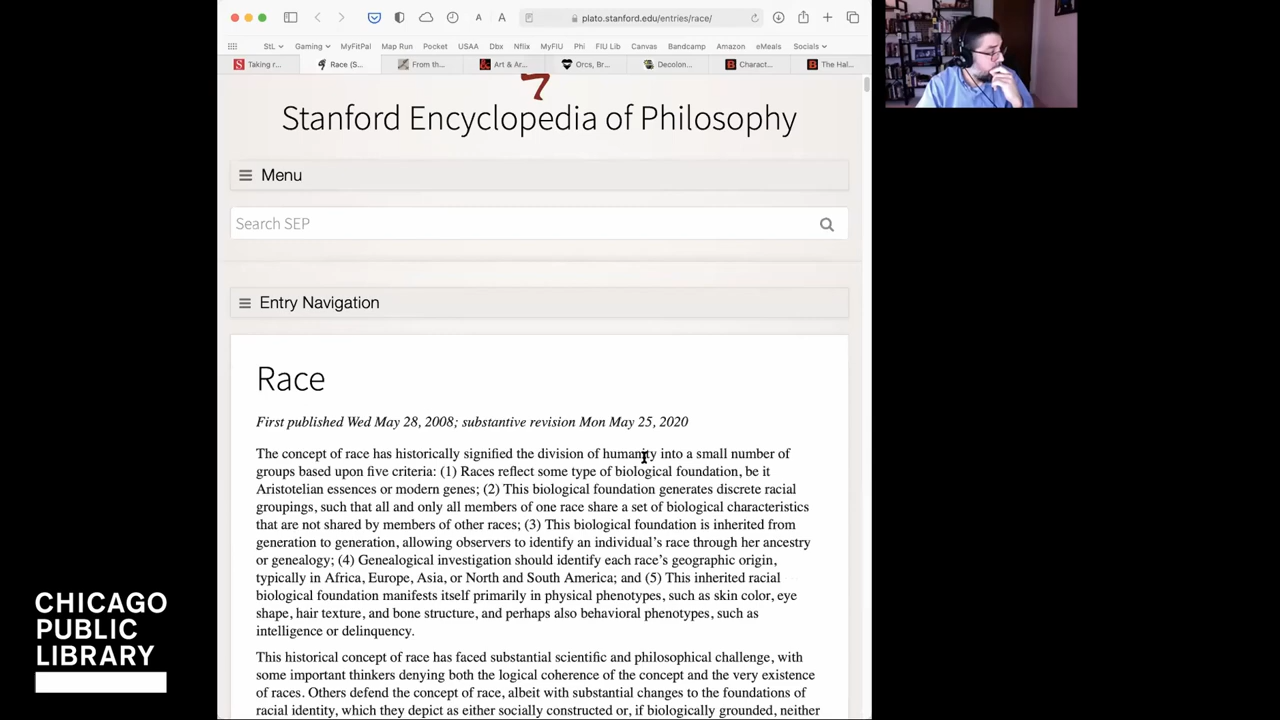 plato.stanford.edu/entries/race/
StL Gaming MyFitPal Map Run Pocket USAA Dbx Nflix MyFIU Phi FIU Lib Canvas Bandcamp Amazon eMeals Socials
Taking r... Race (S... From th... Art & Ar... Orcs, Br... Decolon... Charact... The Hal...
Stanford Encyclopedia of Philosophy
Menu
Search SEP
Entry Navigation
Race
First published Wed May 28, 2008; substantive revision Mon May 25, 2020
The concept of race has historically signified the division of humanity into a small number of
groups based upon five criteria: (1) Races reflect some type of biological foundation, be it
Aristotelian essences or modern genes; (2) This biological foundation generates discrete racial
groupings, such that all and only all members of one race share a set of biological characteristics
that are not shared by members of other races; (3) This biological foundation is inherited from
generation to generation, allowing observers to identify an individual’s race through her ancestry
or genealogy; (4) Genealogical investigation should identify each race’s geographic origin,
typically in Africa, Europe, Asia, or North and South America; and (5) This inherited racial
biological foundation manifests itself primarily in physical phenotypes, such as skin color, eye
shape, hair texture, and bone structure, and perhaps also behavioral phenotypes, such as
intelligence or delinquency.
This historical concept of race has faced substantial scientific and philosophical challenge, with
some important thinkers denying both the logical coherence of the concept and the very existence
of races. Others defend the concept of race, albeit with substantial changes to the foundations of
racial identity, which they depict as either socially constructed or, if biologically grounded, neither
CHICAGO
PUBLIC
LIBRARY